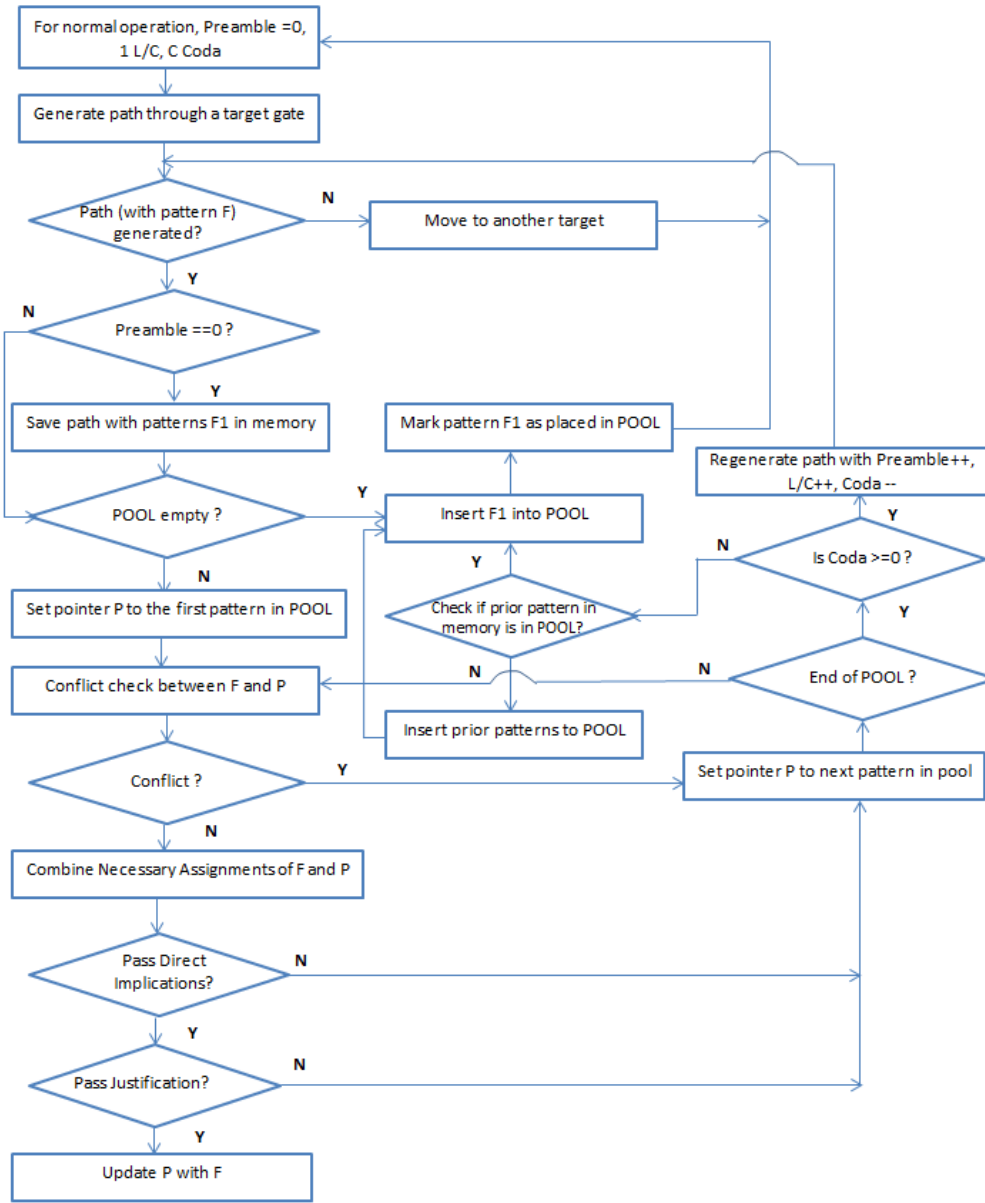 For normal operation, Preamble =0,
1 L/C, C Coda
Generate path through a target gate
Path (with pattern F)
generated?
N
Move to another target
Y
N
Preamble ==0 ?
Y
Save path with patterns F1 in memory
Mark pattern F1 as placed in POOL
Regenerate path with Preamble++,
L/C++, Coda --
POOL empty ?
Y
Insert F1 into POOL
Y
N
Is Coda >=0 ?
N
Y
Set pointer P to the first pattern in POOL
Check if prior pattern in
memory is in POOL?
Y
Conflict check between F and P
N
N
End of POOL ?
Insert prior patterns to POOL
Conflict ?
Y
Set pointer P to next pattern in pool
N
Combine Necessary Assignments of F and P
Pass Direct
Implications?
N
Y
Pass Justification?
N
Y
Update P with F